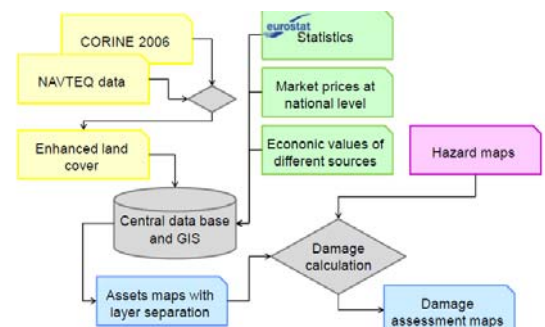 CORINE 2006
eurostat
Statistics
NAVTEQ data
Market prices at
national level
Enhanced land
cover
Econonic values of
different sources
Hazard maps
Central data base
and GIS
Damage
calculation
Assets maps with
layer separation
Damage
assessment maps